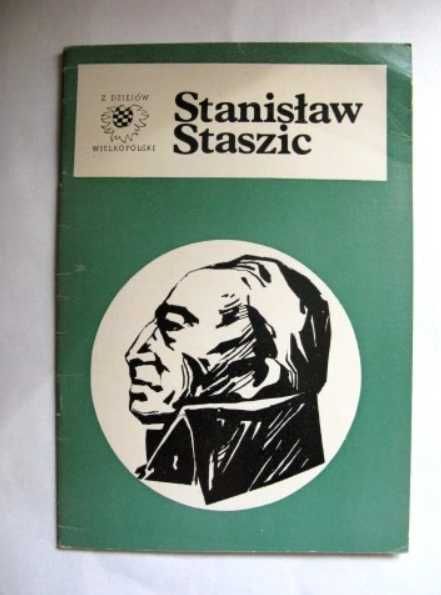 Z DZIEJÓW
WIELKOPOLSKI
Stanisław
Staszic